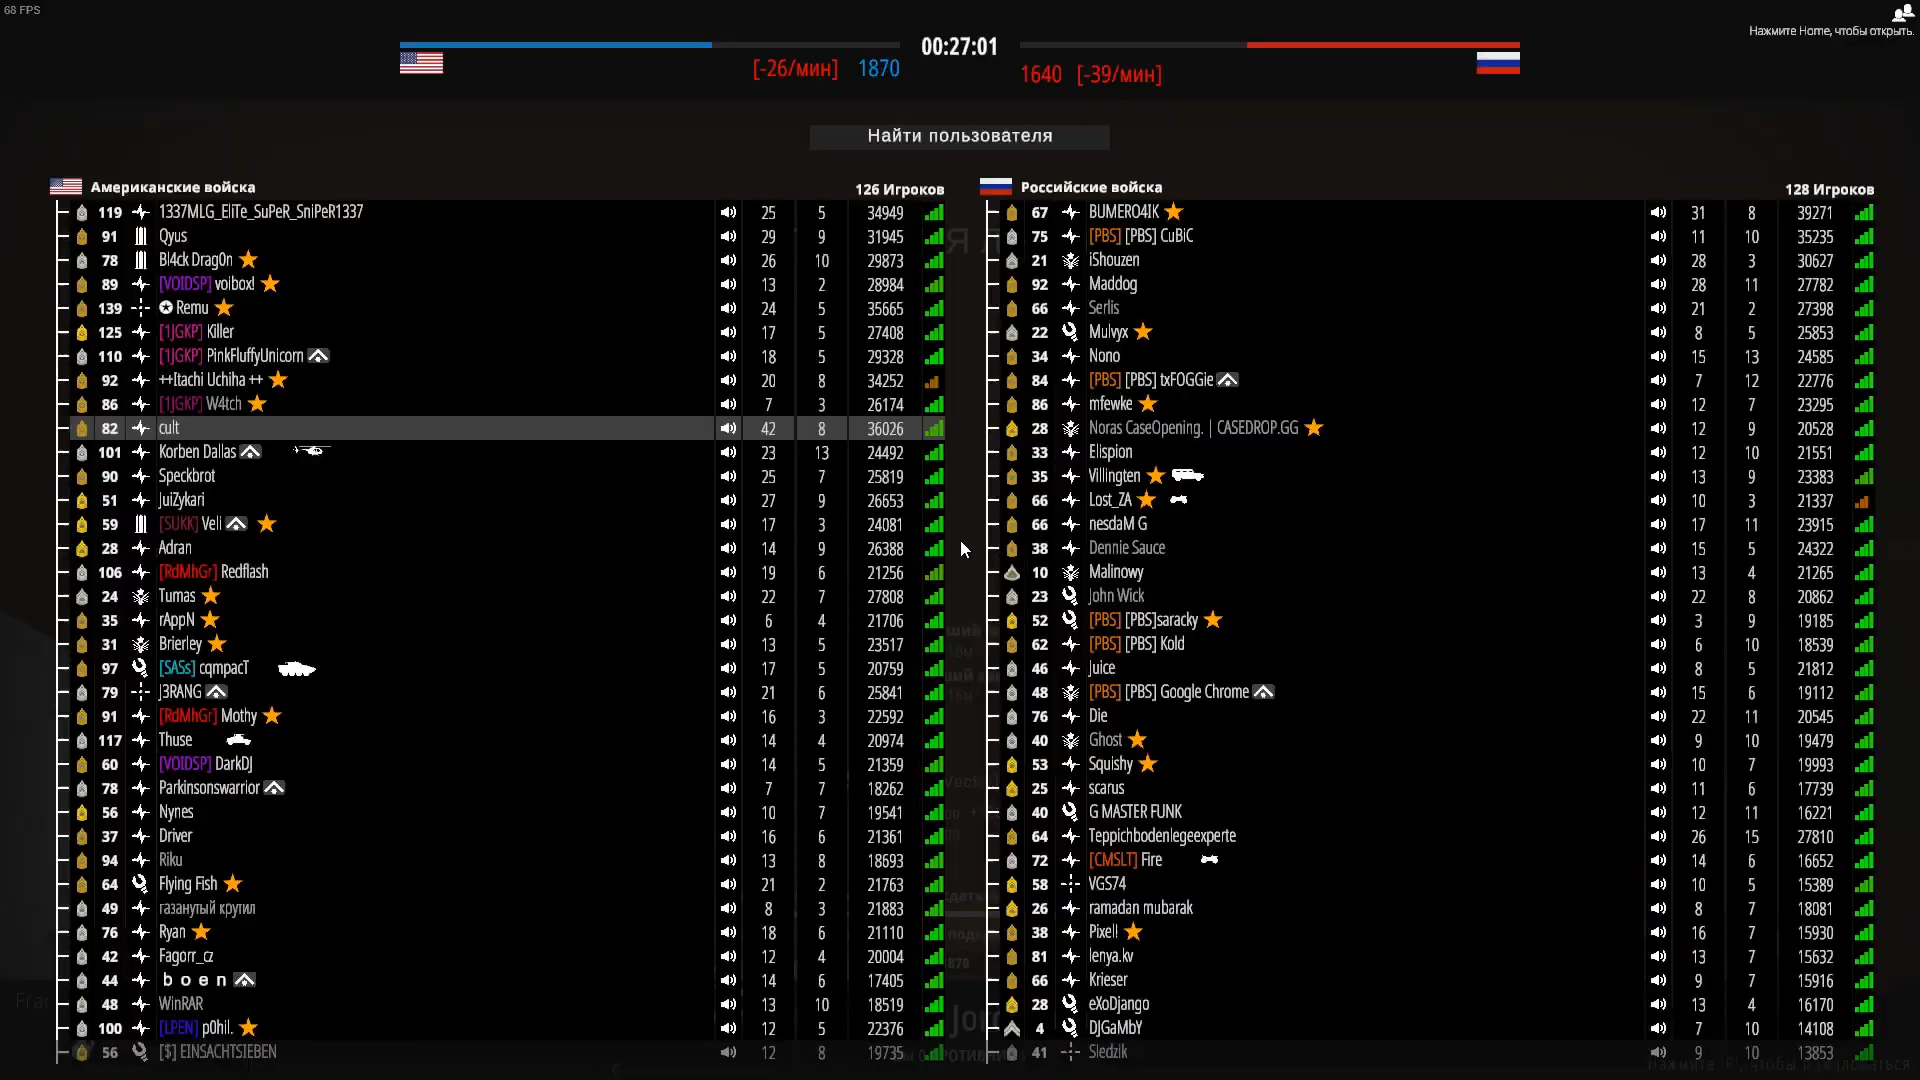 68 FPS
Нажмите Home, чтобы открыть.
00:27:01
[-26/мин] 1870
1640 [-39/мин]
Найти пользователя
Американские войска 126 Игроков
119 1337MLG_EliTe_SuPeR_SniPeR1337 25 5 34949
91 Qyus 29 9 31945
78 Bl4ck Drag0n 26 10 29873
89 [VOIDSP] voibox! 13 2 28984
139 Remu 24 5 35665
125 [1JGKP] Killer 17 5 27408
110 [1JGKP] PinkFluffyUnicorn 18 5 29328
92 ++Itachi Uchiha ++ 20 8 34252
86 [1JGKP] W4tch 7 3 26174
82 cult 42 8 36026
101 Korben Dallas 23 13 24492
90 Speckbrot 25 7 25819
51 JuiZykari 27 9 26653
59 [SUKK] Veli 17 3 24081
28 Adran 14 9 26388
106 [RdMhGr] Redflash 19 6 21256
24 Tumas 22 7 27808
35 rAppN 6 4 21706
31 Brierley 13 5 23517
97 [SASs] cqmpacT 17 5 20759
79 J3RANG 21 6 25841
91 [RdMhGr] Mothy 16 3 22592
117 Thuse 14 4 20974
60 [VOIDSP] DarkDJ 14 5 21359
78 Parkinsonswarrior 7 7 18262
56 Nynes 10 7 19541
37 Driver 16 6 21361
94 Riku 13 8 18693
64 Flying Fish 21 2 21763
49 газанутый крутил 8 3 21883
76 Ryan 18 6 21110
42 Fagorr_cz 12 4 20004
44 b o e n 14 6 17405
48 WinRAR 13 10 18519
100 [LPEN] p0hil. 12 5 22376
56 [$] EINSACHTSIEBEN 12 8 19735
Российские войска 128 Игроков
67 BUMERO4IK 31 8 39271
75 [PBS] [PBS] CuBiC 11 10 35235
21 iShouzen 28 3 30627
92 Maddog 28 11 27782
66 Serlis 21 2 27398
22 Mulvyx 8 5 25853
34 Nono 15 13 24585
84 [PBS] [PBS] txFOGGie 7 12 22776
86 mfewke 12 7 23295
28 Noras CaseOpening. | CASEDROP.GG 12 9 20528
33 Elispion 12 10 21551
35 Villingten 13 9 23383
66 Lost_ZA 10 3 21337
66 nesdaM G 17 11 23915
38 Dennie Sauce 15 5 24322
10 Malinowy 13 4 21265
23 John Wick 22 8 20862
52 [PBS] [PBS]saracky 3 9 19185
62 [PBS] [PBS] Kold 6 10 18539
46 Juice 8 5 21812
48 [PBS] [PBS] Google Chrome 15 6 19112
76 Die 22 11 20545
40 Ghost 9 10 19479
53 Squishy 10 7 19993
25 scarus 11 6 17739
40 G MASTER FUNK 12 11 16221
64 Teppichbodenlegeexperte 26 15 27810
72 [CMSLT] Fire 14 6 16652
58 VGS74 10 5 15389
26 ramadan mubarak 8 7 18081
38 Pixel! 16 7 15930
81 lenya.kv 13 7 15632
66 Krieser 9 7 15916
28 eXoDjango 13 4 16170
4 DJGaMbY 7 10 14108
41 Sledzik 9 10 13853